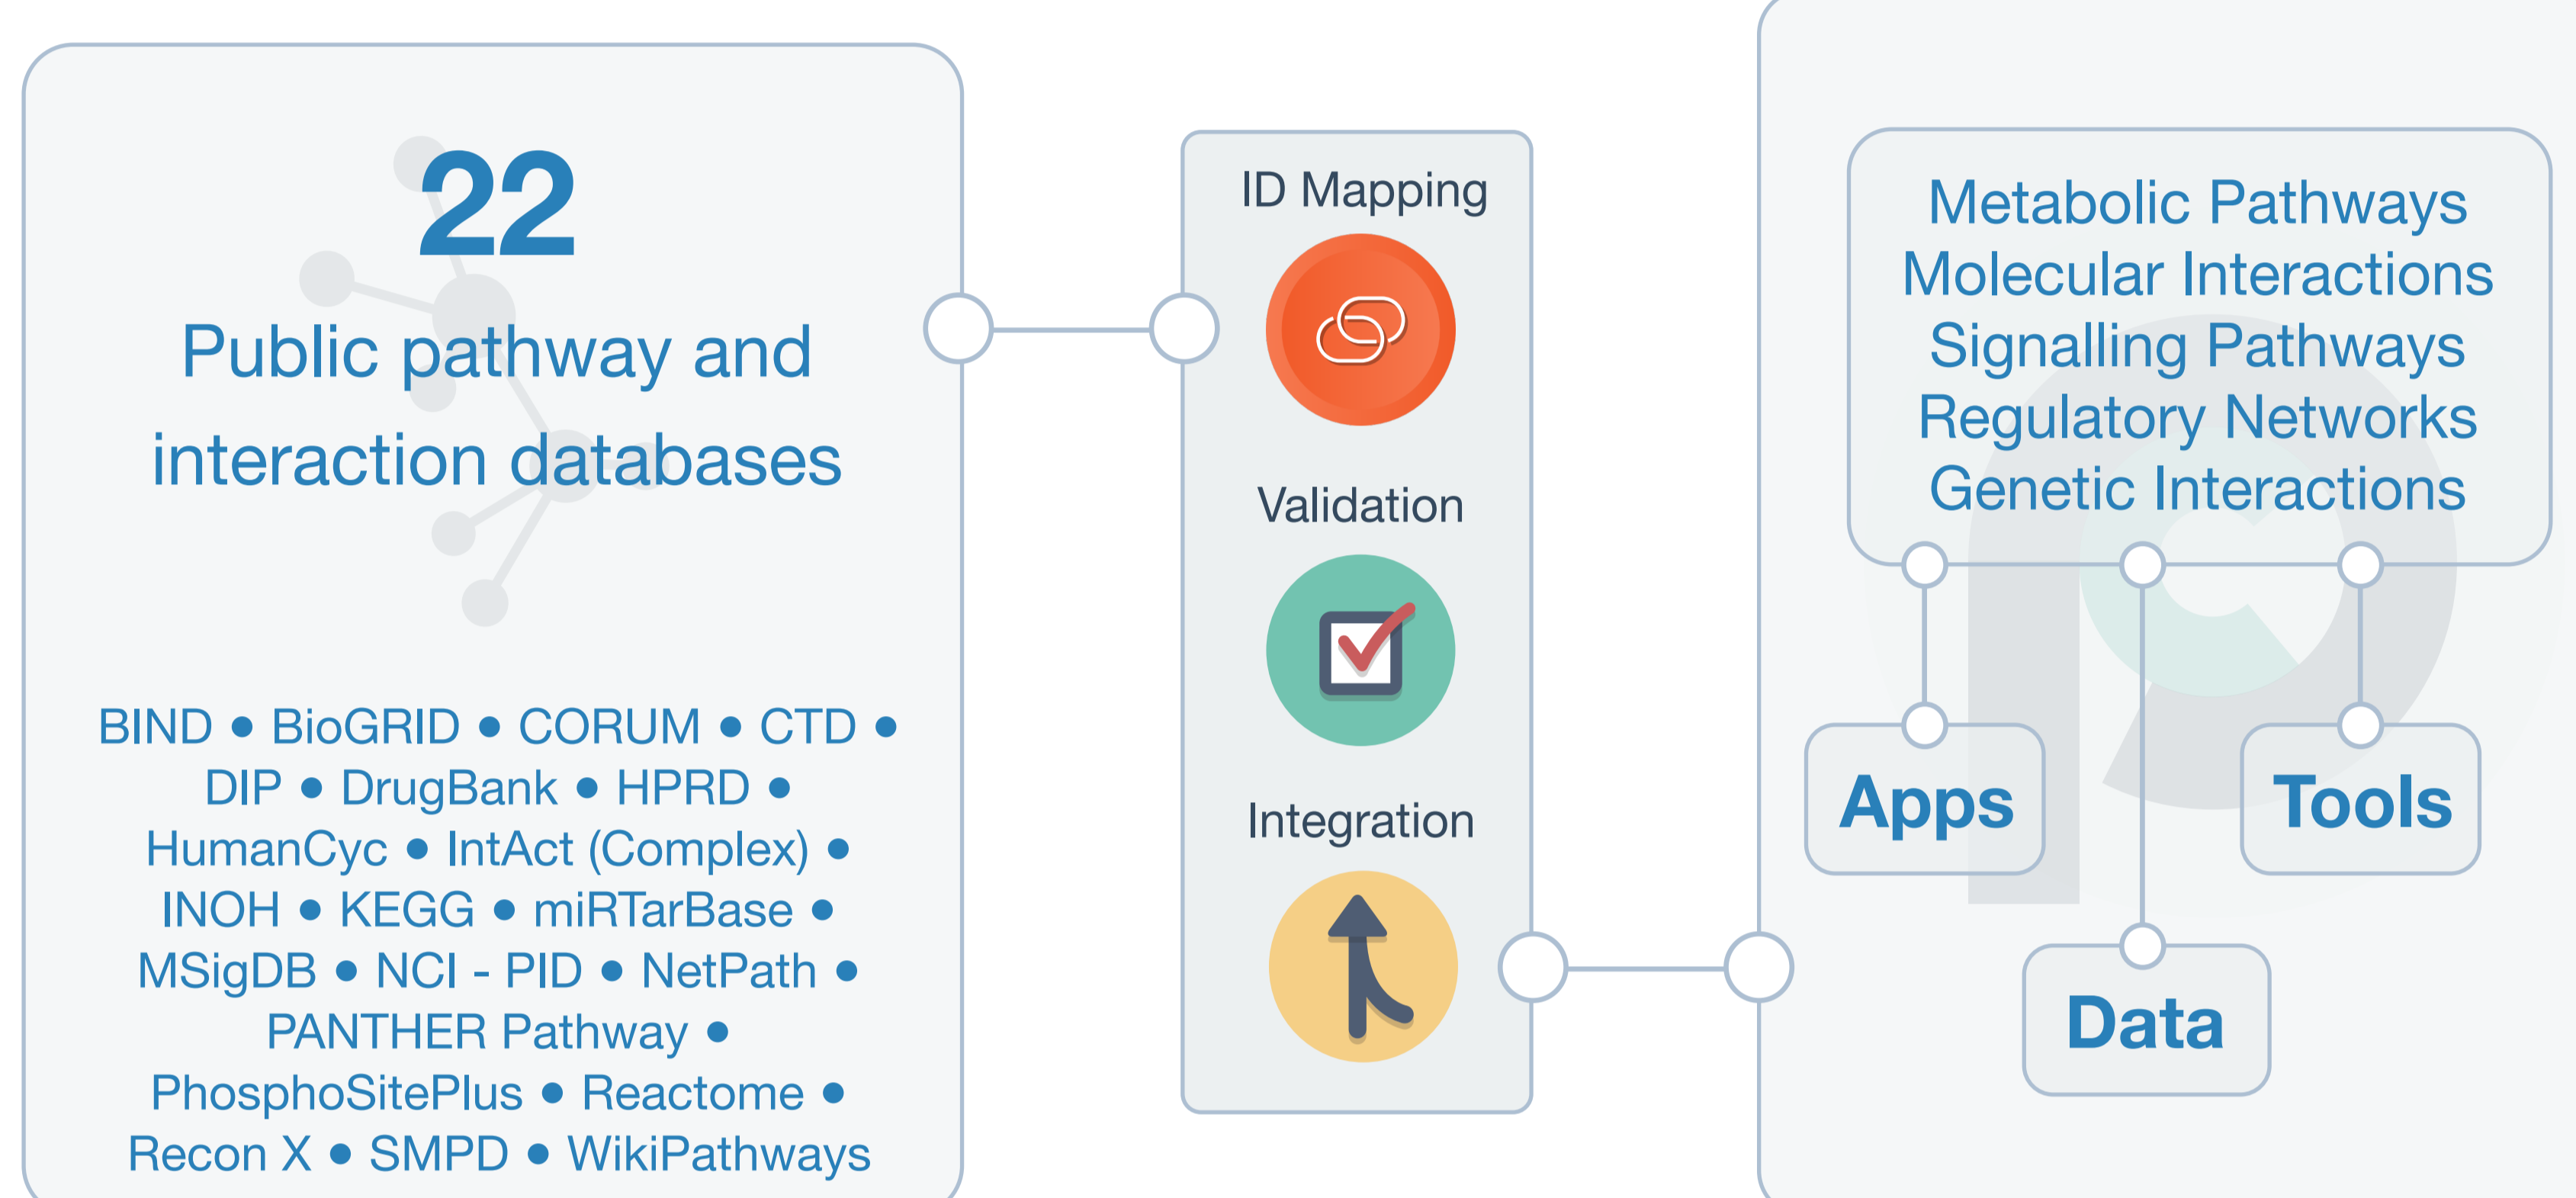 22
Public pathway and
interaction databases
BIND • BioGRID • CORUM • CTD •
DIP • DrugBank • HPRD •
HumanCyc • IntAct (Complex) •
INOH • KEGG • miRTarBase •
MSigDB • NCI - PID • NetPath •
PANTHER Pathway •
PhosphoSitePlus • Reactome •
Recon X • SMPD • WikiPathways
ID Mapping
Validation
Integration
Metabolic Pathways
Molecular Interactions
Signalling Pathways
Regulatory Networks
Genetic Interactions
Apps
Tools
Data